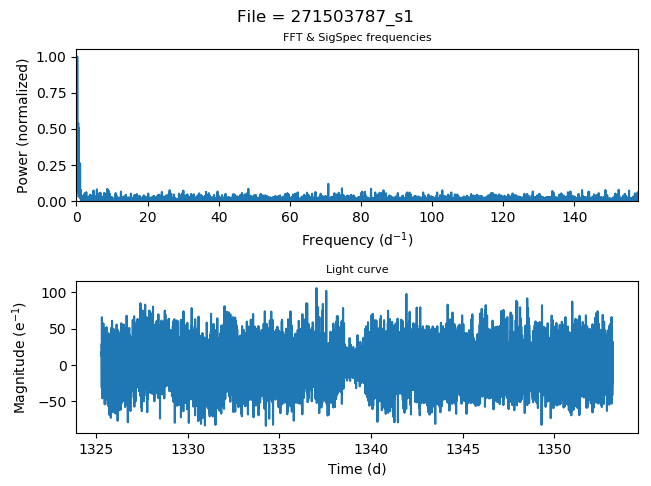 File = 271503787_s1
FFT & SigSpec frequencies
Power (normalized)
1.00
0.75
0.50
0.25
0.00
0 20 40 60 80 100 120 140
Frequency (d⁻¹)
Light curve
Magnitude (e⁻¹)
100
50
0
−50
1325 1330 1335 1340 1345 1350
Time (d)